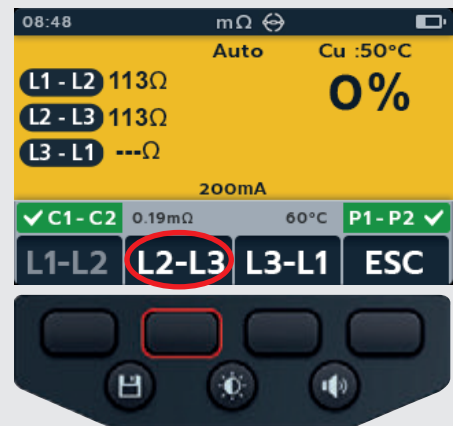 08:48 mΩ
Auto Cu :50°C
L1 - L2 113Ω 0%
L2 - L3 113Ω
L3 - L1 ---Ω
200mA
✓ C1 - C2 0.19mΩ 60°C P1 - P2 ✓
L1-L2 L2-L3 L3-L1 ESC